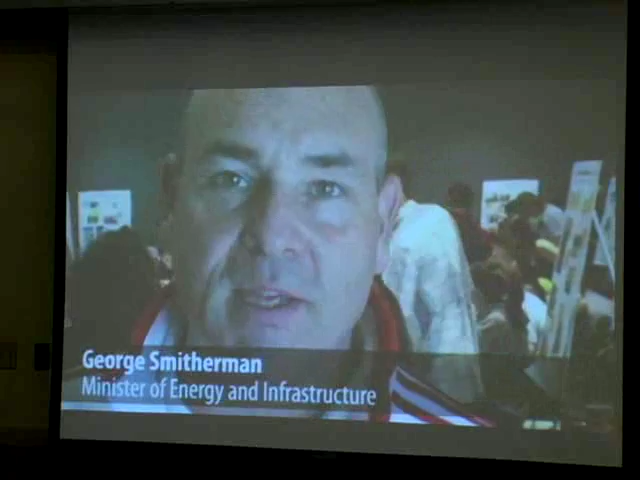 George Smitherman
Minister of Energy and Infrastructure